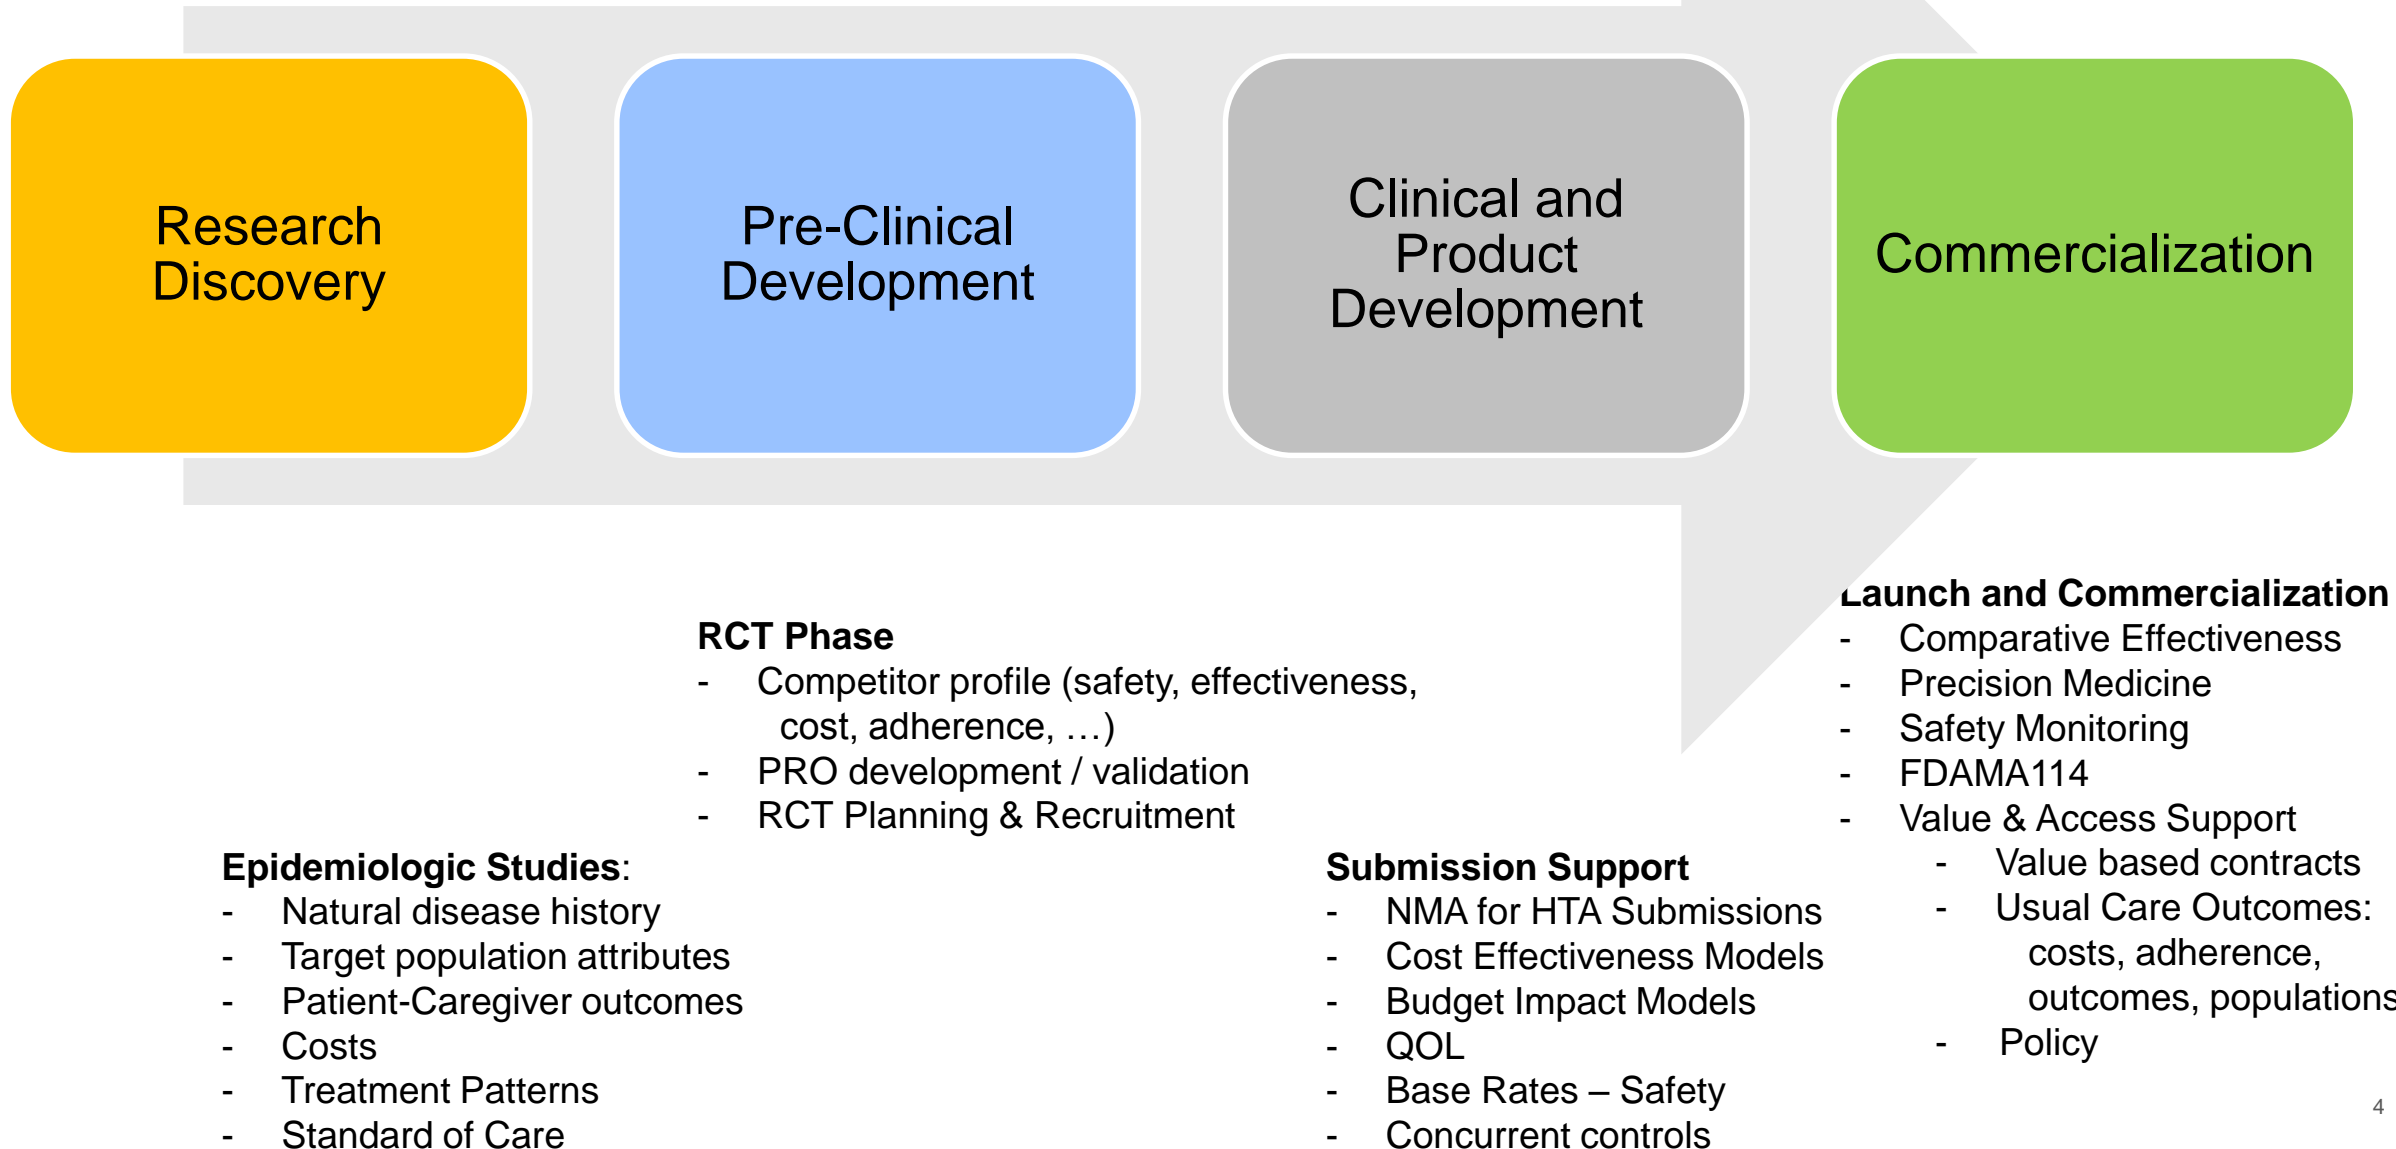 Research
Discovery
Pre-Clinical
Development
Clinical and
Product
Development
Commercialization
RCT Phase
- Competitor profile (safety, effectiveness,
cost, adherence, …)
- PRO development / validation
- RCT Planning & Recruitment
Epidemiologic Studies:
- Natural disease history
- Target population attributes
- Patient-Caregiver outcomes
- Costs
- Treatment Patterns
- Standard of Care
Submission Support
- NMA for HTA Submissions
- Cost Effectiveness Models
- Budget Impact Models
- QOL
- Base Rates – Safety
- Concurrent controls
Launch and Commercialization
- Comparative Effectiveness
- Precision Medicine
- Safety Monitoring
- FDAMA114
- Value & Access Support
- Value based contracts
- Usual Care Outcomes:
costs, adherence,
outcomes, populations
- Policy
4